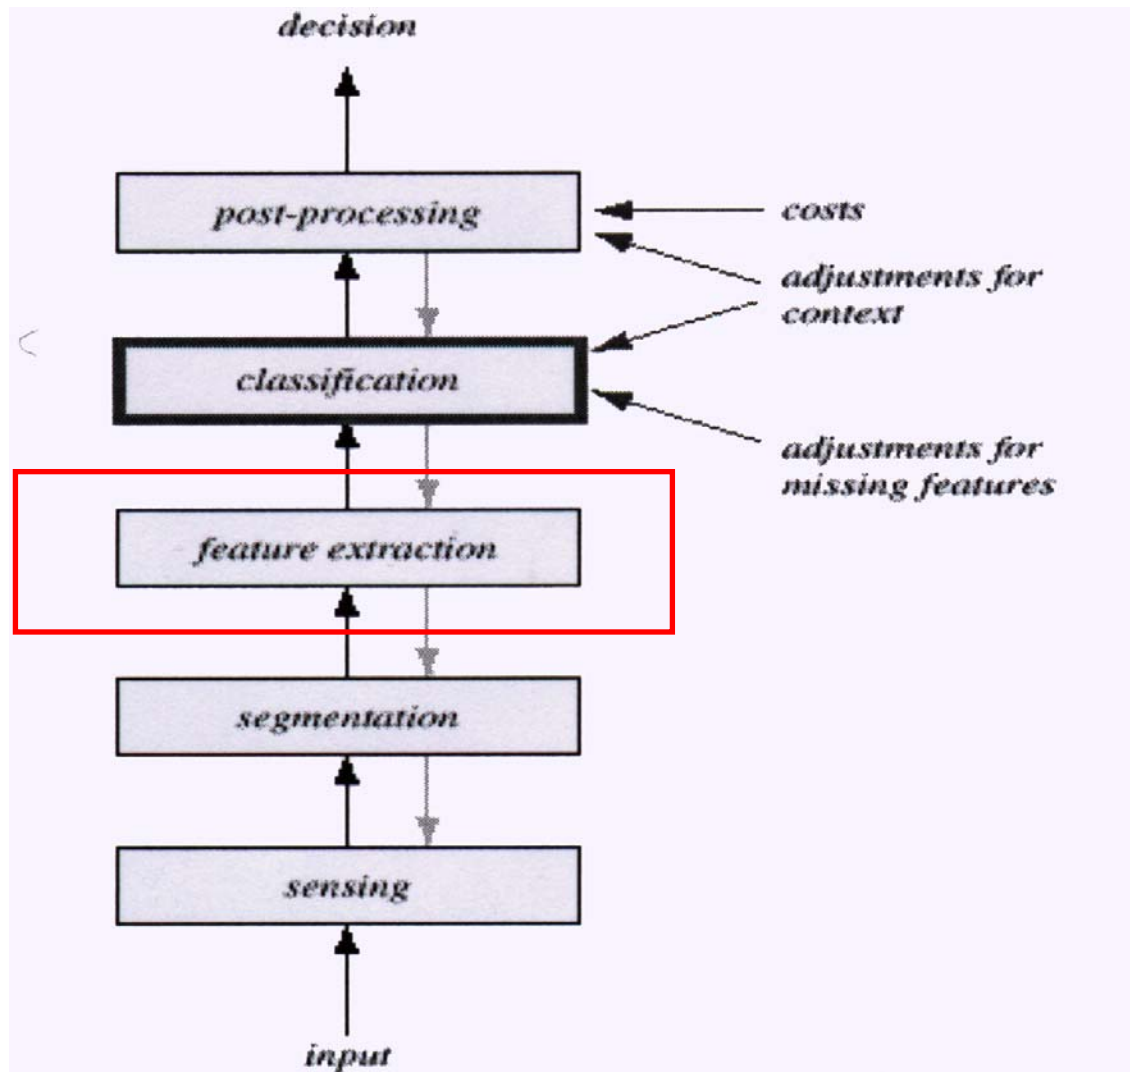 decision
post-processing
costs
adjustments for
context
classification
adjustments for
missing features
feature extraction
segmentation
sensing
input